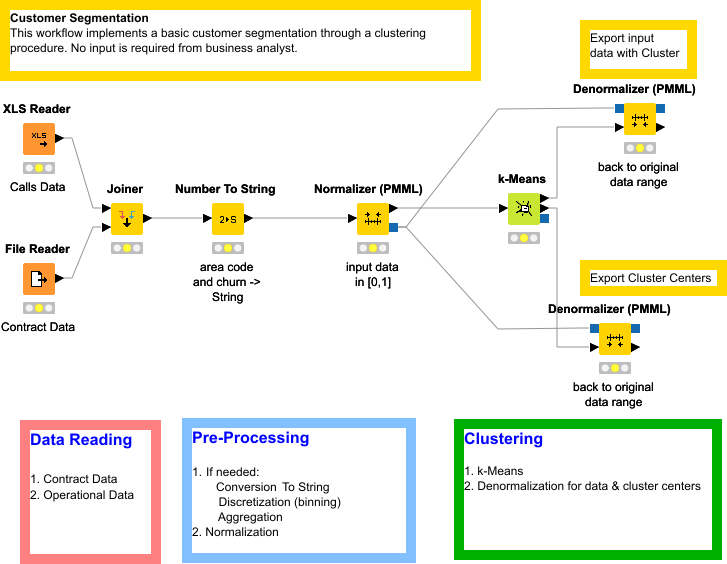 Customer Segmentation
This workflow implements a basic customer segmentation through a clustering
procedure. No input is required from business analyst.
Export input
data with Cluster
Denormalizer (PMML)
back to original
data range
XLS Reader
XLS
Calls Data
Joiner
Number To String
2▸S
area code
and churn ->
String
Normalizer (PMML)
input data
in [0,1]
k-Means
File Reader
Contract Data
Export Cluster Centers
Denormalizer (PMML)
back to original
data range
Data Reading
1. Contract Data
2. Operational Data
Pre-Processing
1. If needed:
Conversion To String
Discretization (binning)
Aggregation
2. Normalization
Clustering
1. k-Means
2. Denormalization for data & cluster centers